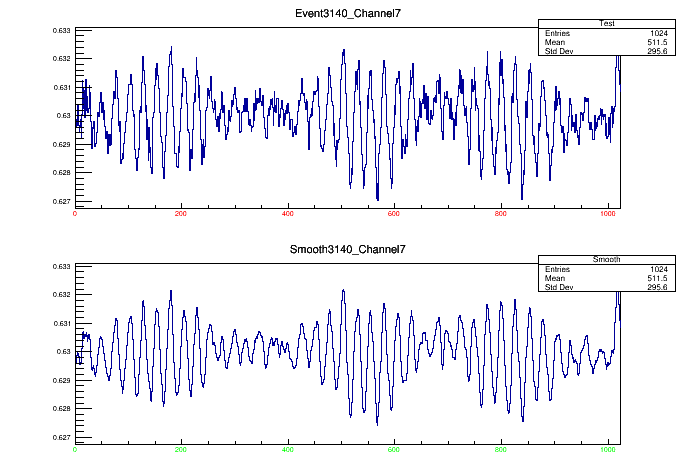 Event3140_Channel7
Test
Entries 1024
Mean 511.5
Std Dev 295.6
0.633
0.632
0.631
0.63
0.629
0.628
0.627
0 200 400 600 800 1000
Smooth3140_Channel7
Smooth
Entries 1024
Mean 511.5
Std Dev 295.6
0.633
0.632
0.631
0.63
0.629
0.628
0.627
0 200 400 600 800 1000